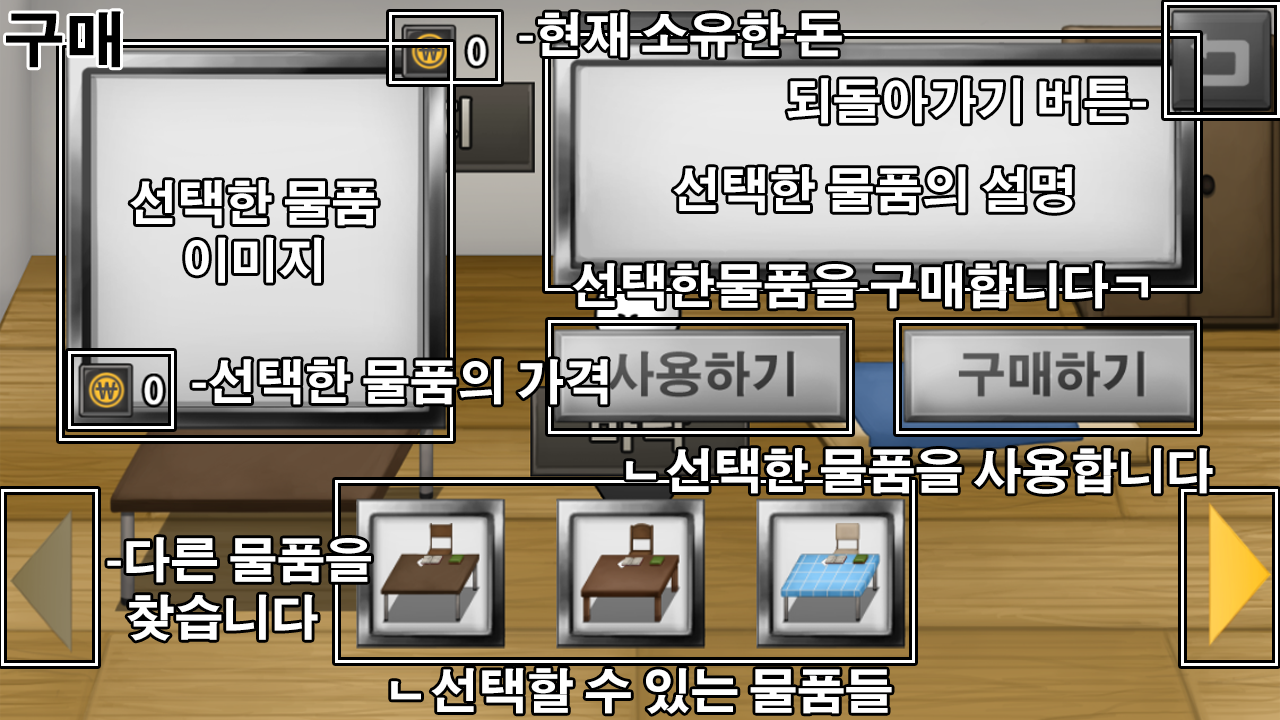 구매
0
-현재 소유한 돈
되돌아가기 버튼-
선택한 물품
이미지
선택한 물품의 설명
선택한물품을 구매합니다ㄱ
0
-선택한 물품의 가격
사용하기
구매하기
ㄴ선택한 물품을 사용합니다
-다른 물품을
찾습니다
ㄴ선택할 수 있는 물품들